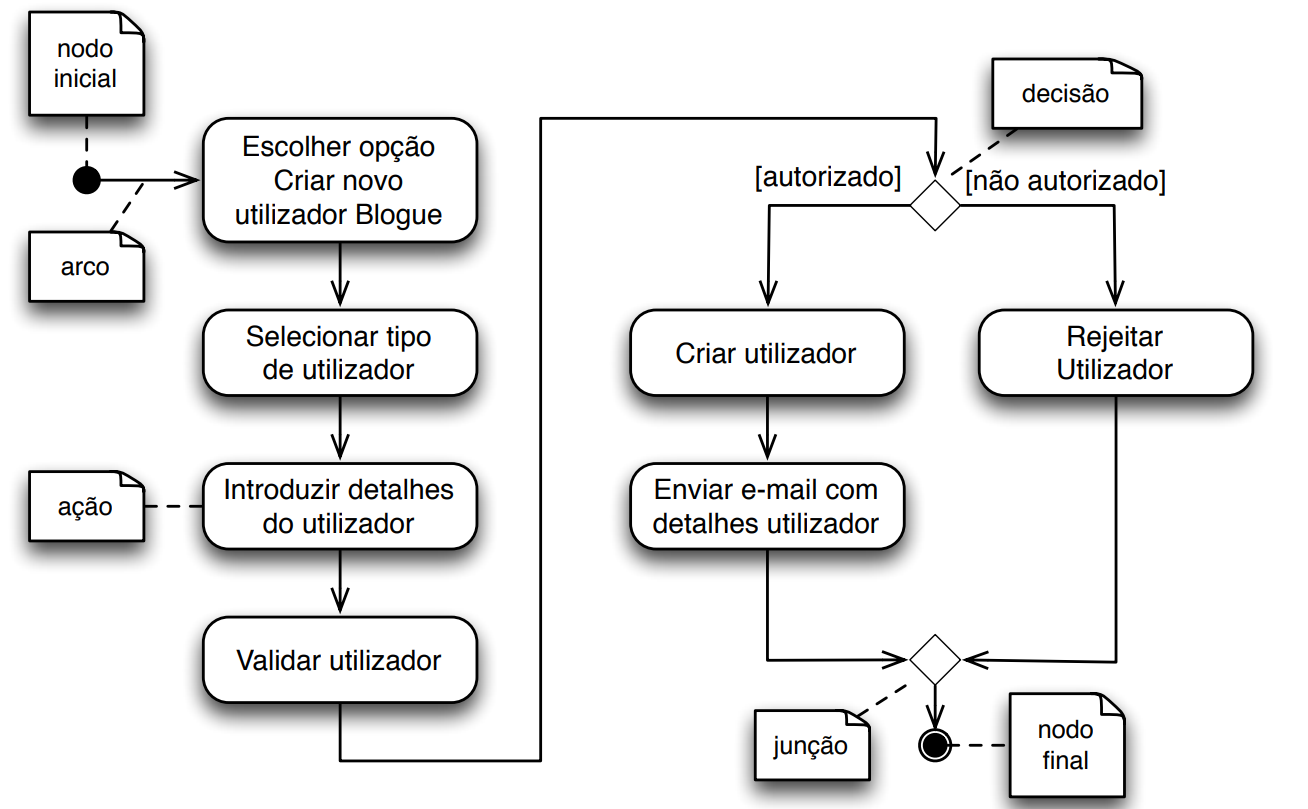 nodo
inicial
Escolher opção
Criar novo
utilizador Blogue
arco
Selecionar tipo
de utilizador
ação
Introduzir detalhes
do utilizador
Validar utilizador
decisão
[autorizado]
[não autorizado]
Criar utilizador
Rejeitar
Utilizador
Enviar e-mail com
detalhes utilizador
junção
nodo
final